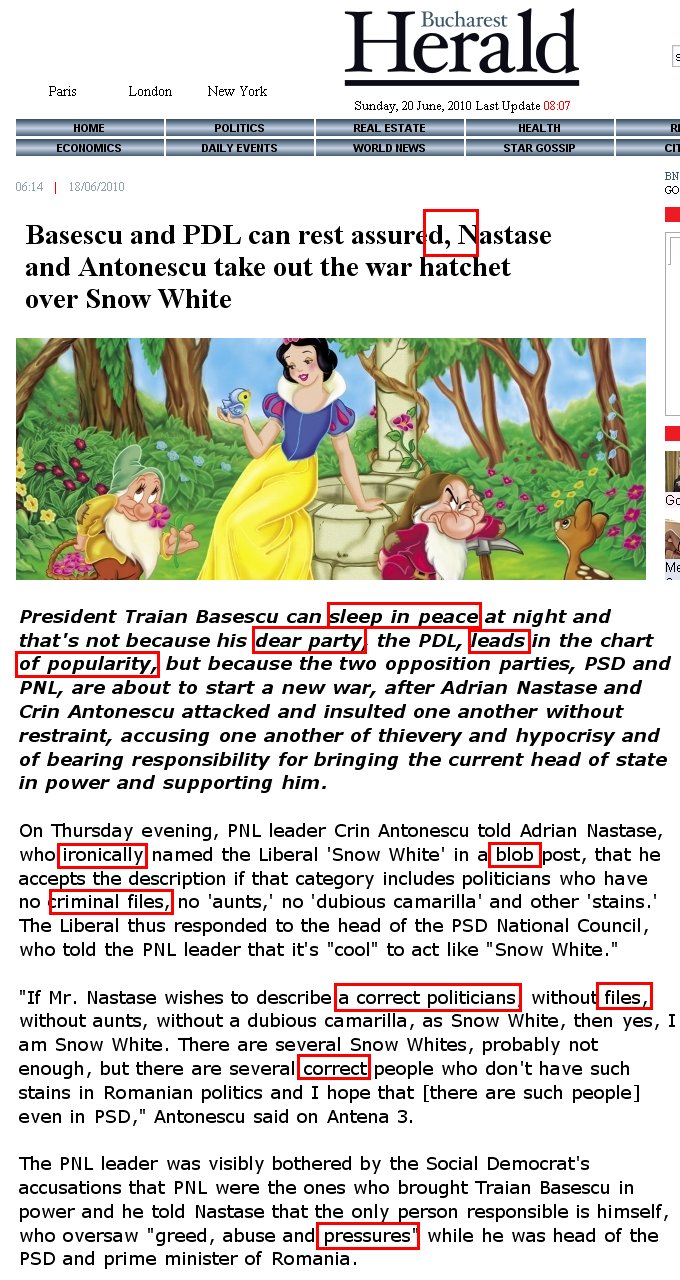 Bucharest
Herald
Paris London New York
Sunday, 20 June, 2010 Last Update 08:07
HOME POLITICS REAL ESTATE HEALTH
ECONOMICS DAILY EVENTS WORLD NEWS STAR GOSSIP
06:14 | 18/06/2010
BN
GO
Basescu and PDL can rest assured, Nastase
and Antonescu take out the war hatchet
over Snow White
President Traian Basescu can sleep in peace at night and
that's not because his dear party, the PDL, leads in the chart
of popularity, but because the two opposition parties, PSD and
PNL, are about to start a new war, after Adrian Nastase and
Crin Antonescu attacked and insulted one another without
restraint, accusing one another of thievery and hypocrisy and
of bearing responsibility for bringing the current head of state
in power and supporting him.
On Thursday evening, PNL leader Crin Antonescu told Adrian Nastase,
who ironically named the Liberal 'Snow White' in a blob post, that he
accepts the description if that category includes politicians who have
no criminal files, no 'aunts,' no 'dubious camarilla' and other 'stains.'
The Liberal thus responded to the head of the PSD National Council,
who told the PNL leader that it's "cool" to act like "Snow White."
"If Mr. Nastase wishes to describe a correct politicians, without files,
without aunts, without a dubious camarilla, as Snow White, then yes, I
am Snow White. There are several Snow Whites, probably not
enough, but there are several correct people who don't have such
stains in Romanian politics and I hope that [there are such people]
even in PSD," Antonescu said on Antena 3.
The PNL leader was visibly bothered by the Social Democrat's
accusations that PNL were the ones who brought Traian Basescu in
power and he told Nastase that the only person responsible is himself,
who oversaw "greed, abuse and pressures" while he was head of the
PSD and prime minister of Romania.